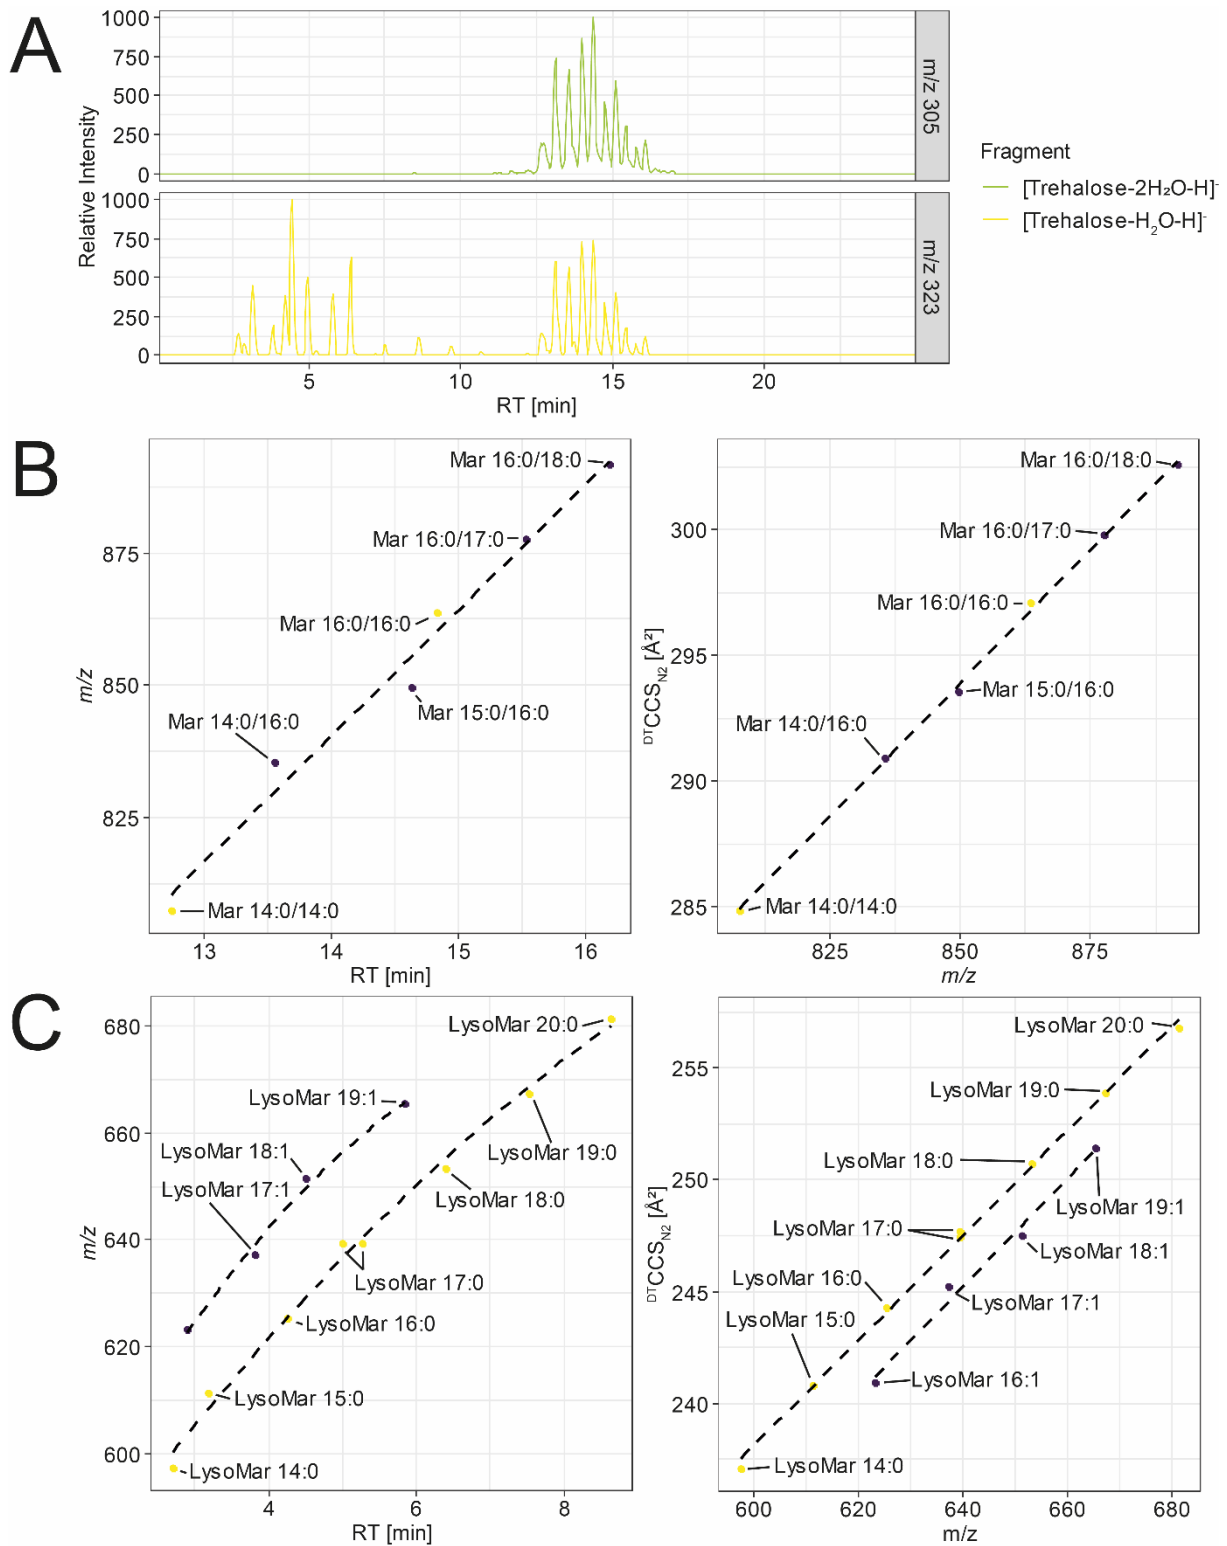 A
1000
750
500
250
0
m/z 305
1000
750
500
250
0
m/z 323
Relative Intensity
5
10
15
20
RT [min]
Fragment
[Trehalose-2H₂O-H]⁻
[Trehalose-H₂O-H]⁻
B
Mar 16:0/18:0
Mar 16:0/17:0
Mar 16:0/16:0
Mar 15:0/16:0
Mar 14:0/16:0
Mar 14:0/14:0
875
850
825
m/z
13
14
15
16
RT [min]
Mar 16:0/18:0
Mar 16:0/17:0
Mar 16:0/16:0
Mar 15:0/16:0
Mar 14:0/16:0
Mar 14:0/14:0
300
295
290
285
ᴰᵀCCS_N2 [Å²]
825
850
875
m/z
C
LysoMar 20:0
LysoMar 19:1
LysoMar 18:1
LysoMar 19:0
LysoMar 17:1
LysoMar 18:0
LysoMar 17:0
LysoMar 16:0
LysoMar 15:0
LysoMar 14:0
680
660
640
620
600
m/z
4
6
8
RT [min]
LysoMar 20:0
LysoMar 19:0
LysoMar 18:0
LysoMar 19:1
LysoMar 17:0
LysoMar 18:1
LysoMar 16:0
LysoMar 17:1
LysoMar 15:0
LysoMar 16:1
LysoMar 14:0
255
250
245
240
ᴰᵀCCS_N2 [Å²]
600
620
640
660
680
m/z